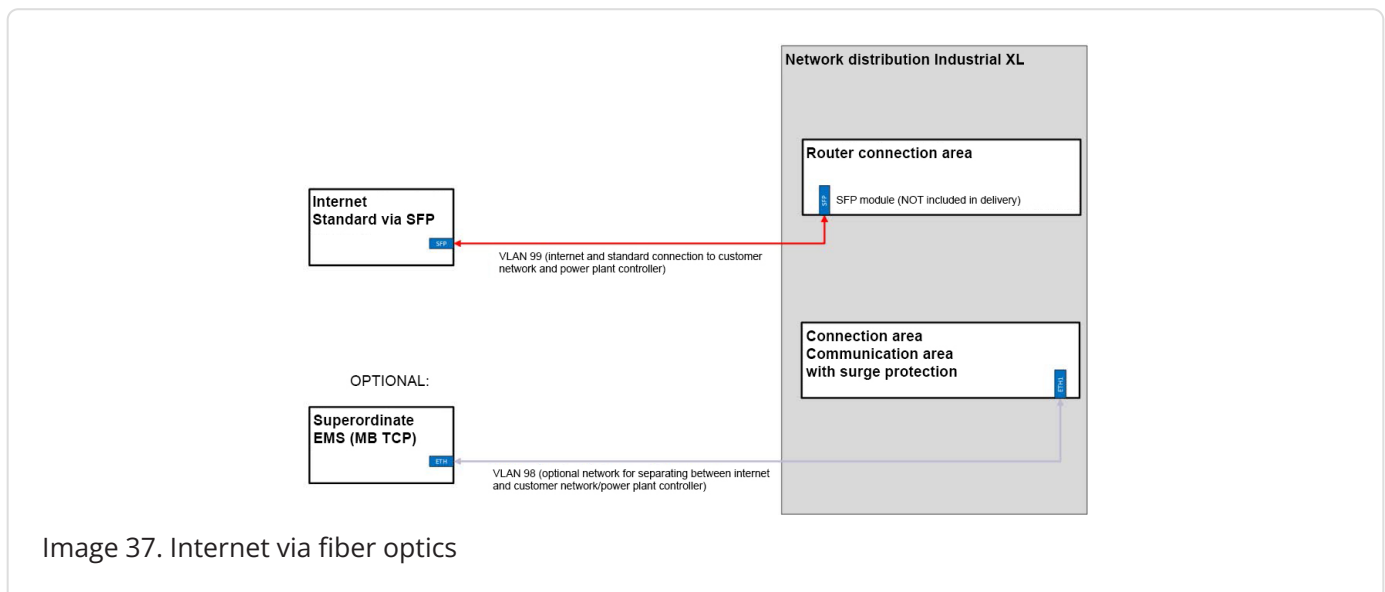 Network distribution Industrial XL
Router connection area
SFP
SFP module (NOT included in delivery)
Internet
Standard via SFP
SFP
VLAN 99 (internet and standard connection to customer
network and power plant controller)
Connection area
Communication area
with surge protection
ETH1
OPTIONAL:
Superordinate
EMS (MB TCP)
ETH
VLAN 98 (optional network for separating between internet
and customer network/power plant controller)
Image 37. Internet via fiber optics